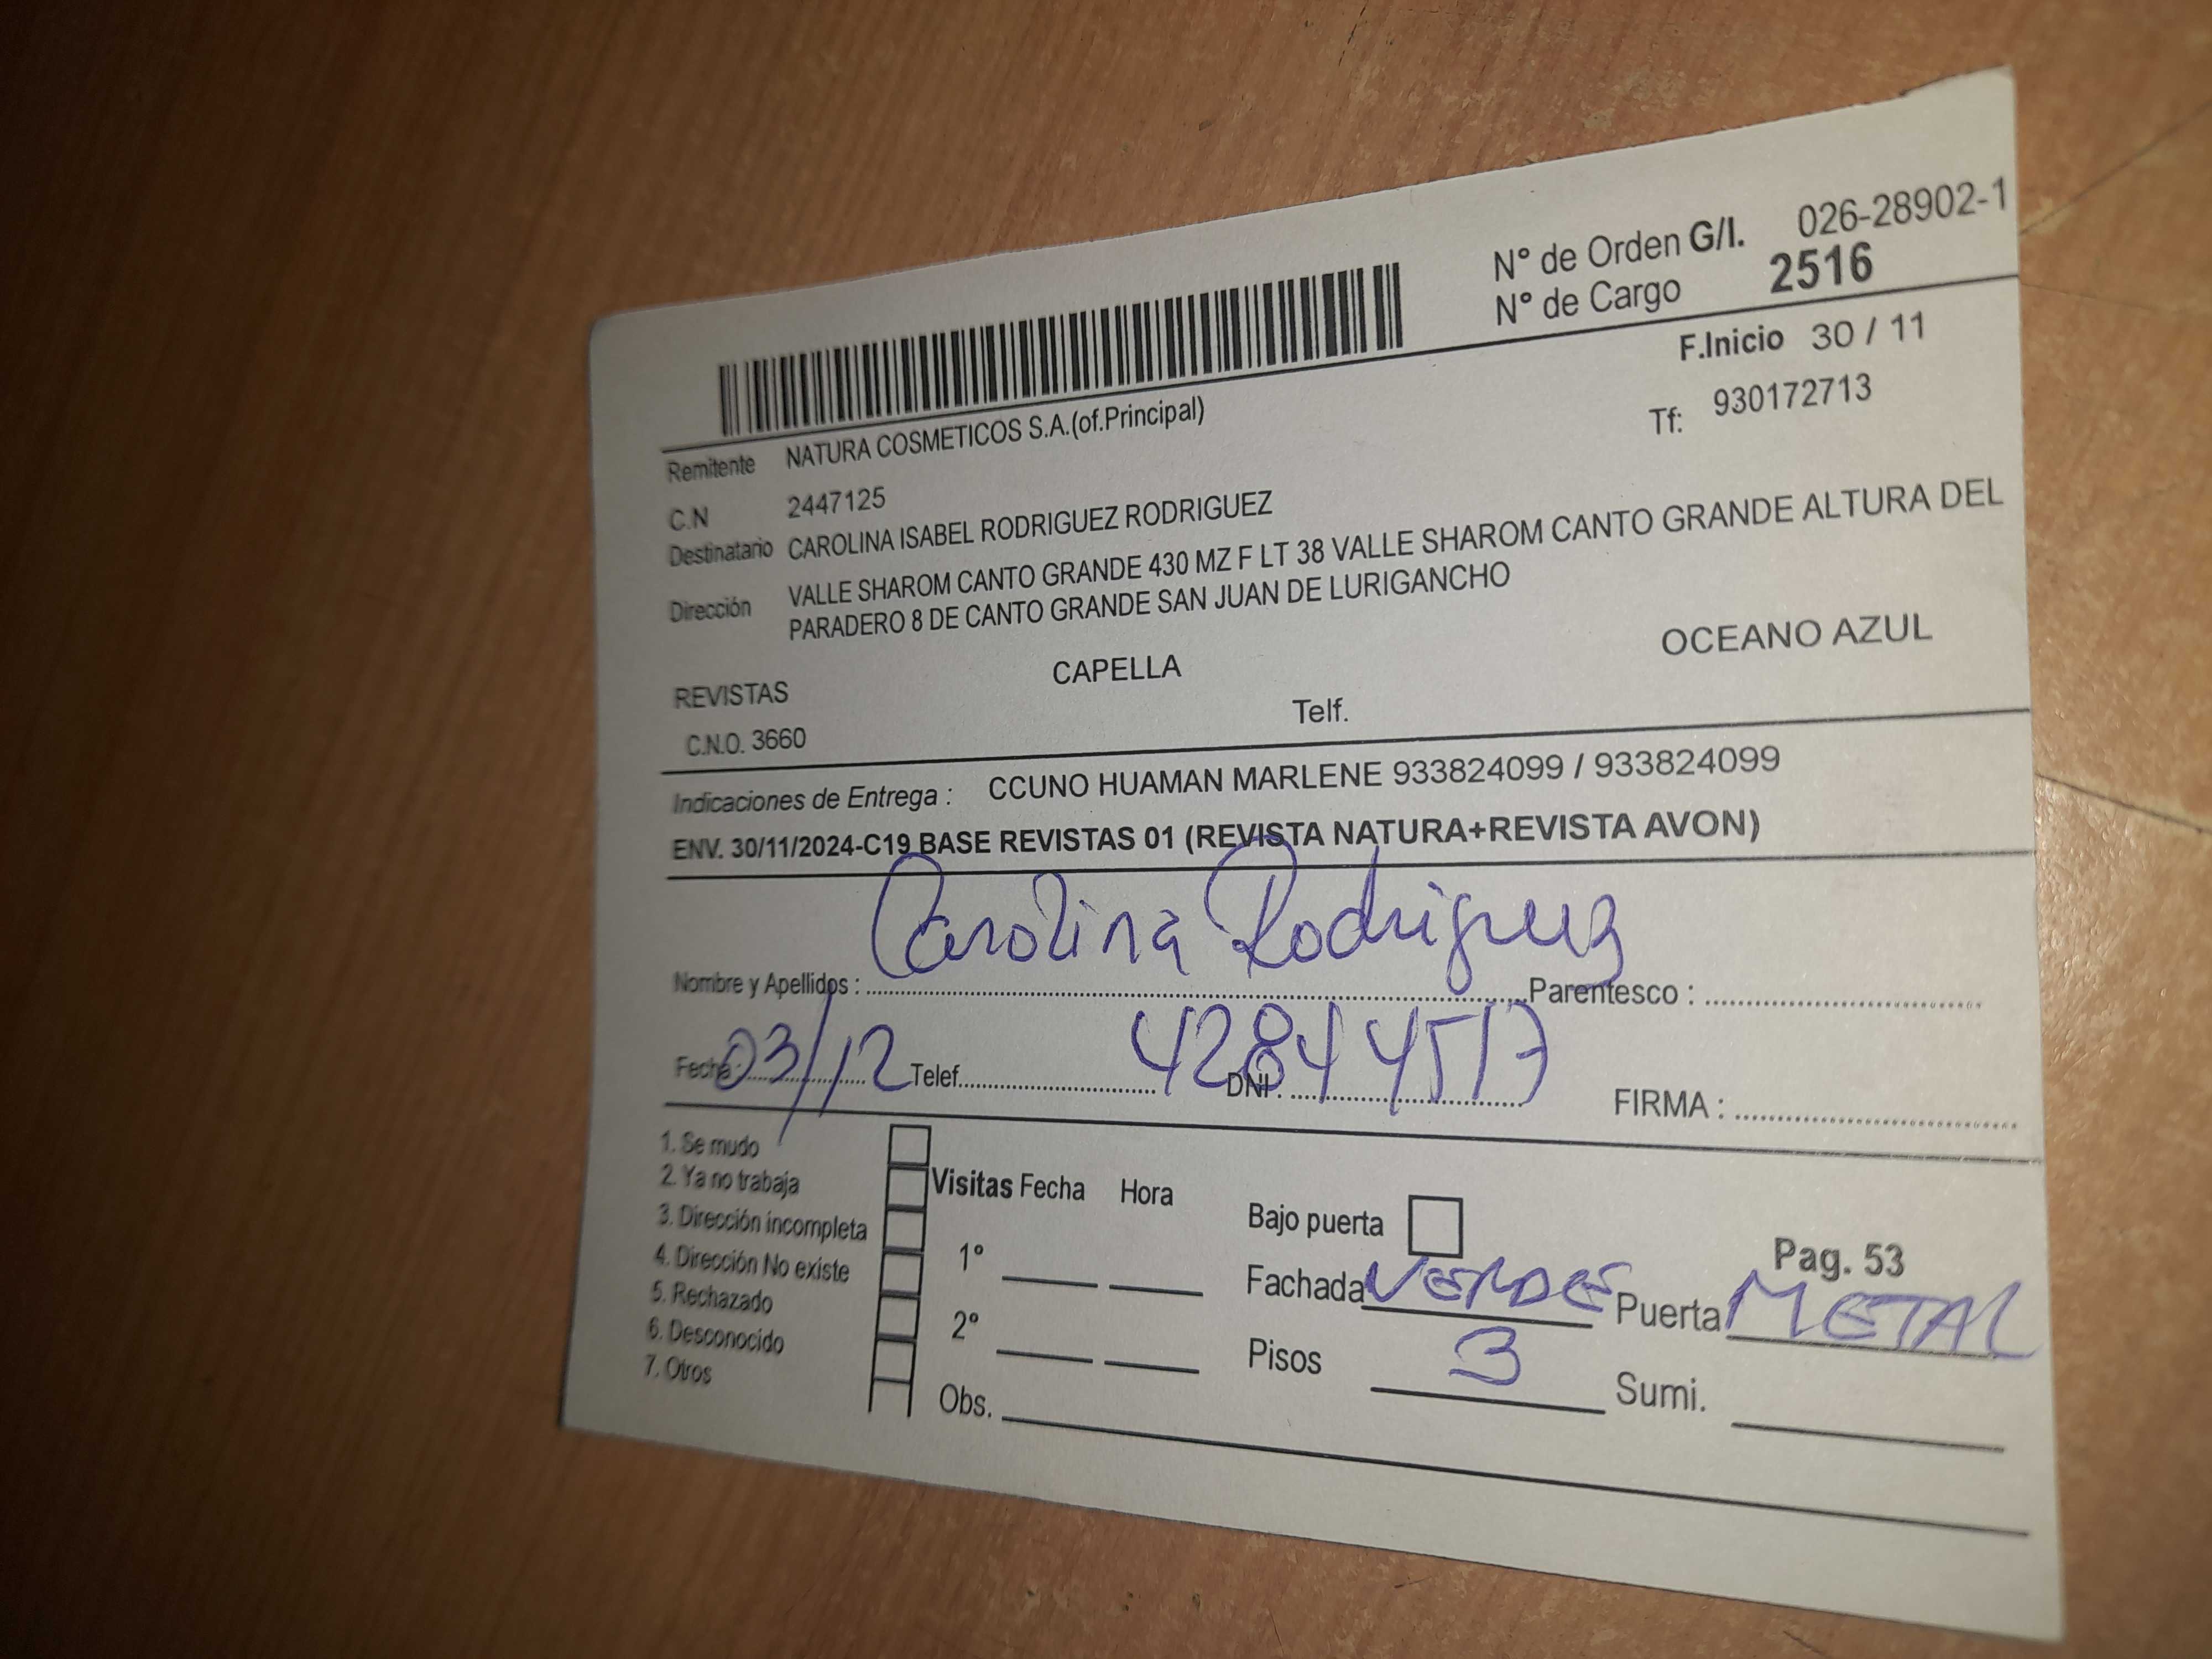 N° de Orden G/I. 026-28902-1
N° de Cargo 2516
F.Inicio 30 / 11
Remitente NATURA COSMETICOS S.A.(of.Principal)
Tf: 930172713
C.N 2447125
Destinatario CAROLINA ISABEL RODRIGUEZ RODRIGUEZ
Dirección VALLE SHAROM CANTO GRANDE 430 MZ F LT 38 VALLE SHAROM CANTO GRANDE ALTURA DEL
PARADERO 8 DE CANTO GRANDE SAN JUAN DE LURIGANCHO
REVISTAS CAPELLA OCEANO AZUL
C.N.O. 3660 Telf.
Indicaciones de Entrega : CCUNO HUAMAN MARLENE 933824099 / 933824099
ENV. 30/11/2024-C19 BASE REVISTAS 01 (REVISTA NATURA+REVISTA AVON)
Nombre y Apellidos : Carolina Rodriguez Parentesco :
Fecha : 03/12 Telef. DNI. 42844517 FIRMA :
1. Se mudo
2. Ya no trabaja
3. Dirección incompleta
4. Dirección No existe
5. Rechazado
6. Desconocido
7. Otros
Visitas Fecha Hora
1°
2°
Obs.
Bajo puerta
Pag. 53
Fachada VERDE Puerta METAL
Pisos 3 Sumi.